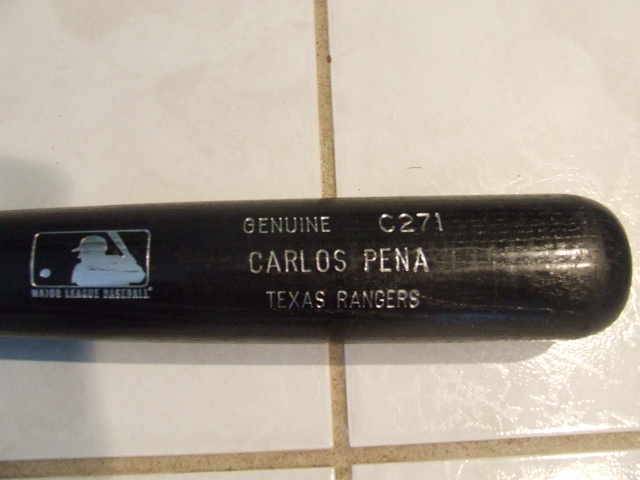 GENUINE C271
CARLOS PENA
TEXAS RANGERS
MAJOR LEAGUE BASEBALL